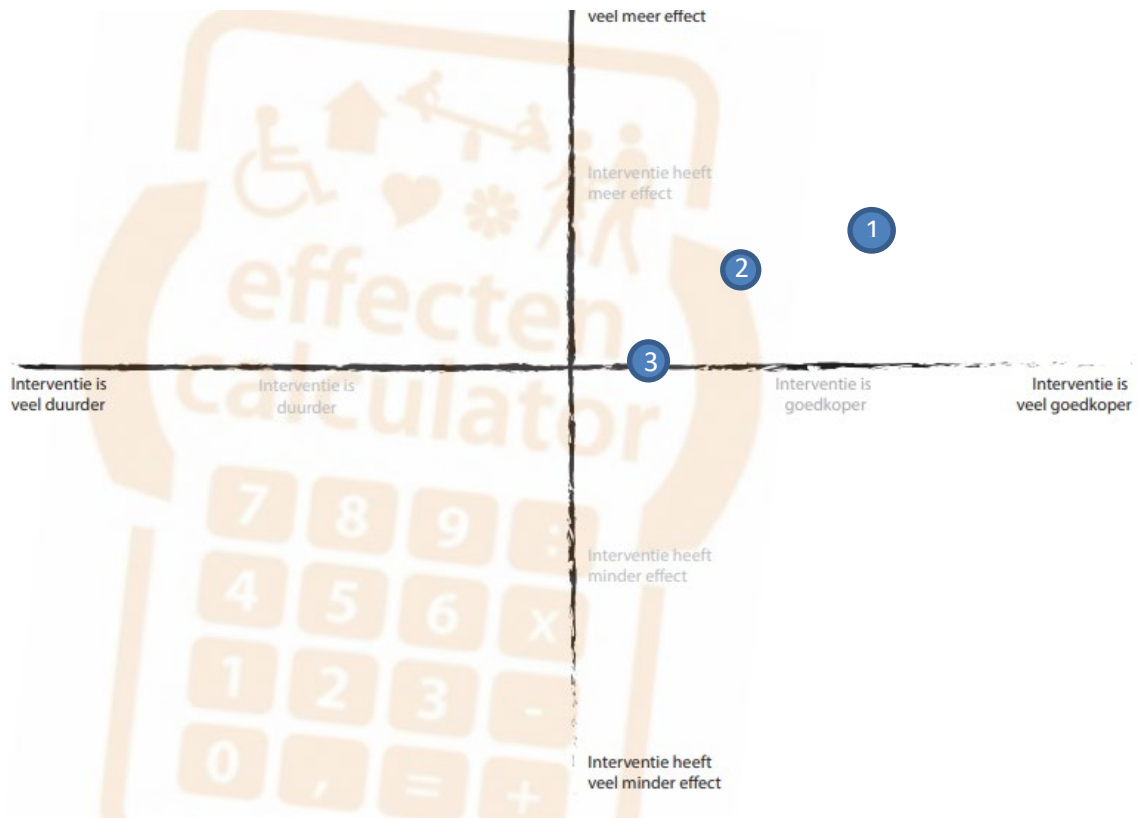 veel meer effect
Interventie heeft
meer effect
1
2
effecten
3
calculator
Interventie is
veel duurder
Interventie is
duurder
Interventie is
goedkoper
Interventie is
veel goedkoper
7 8 9 :
Interventie heeft
minder effect
4 5 6 x
1 2 3 -
0 , = +
Interventie heeft
veel minder effect